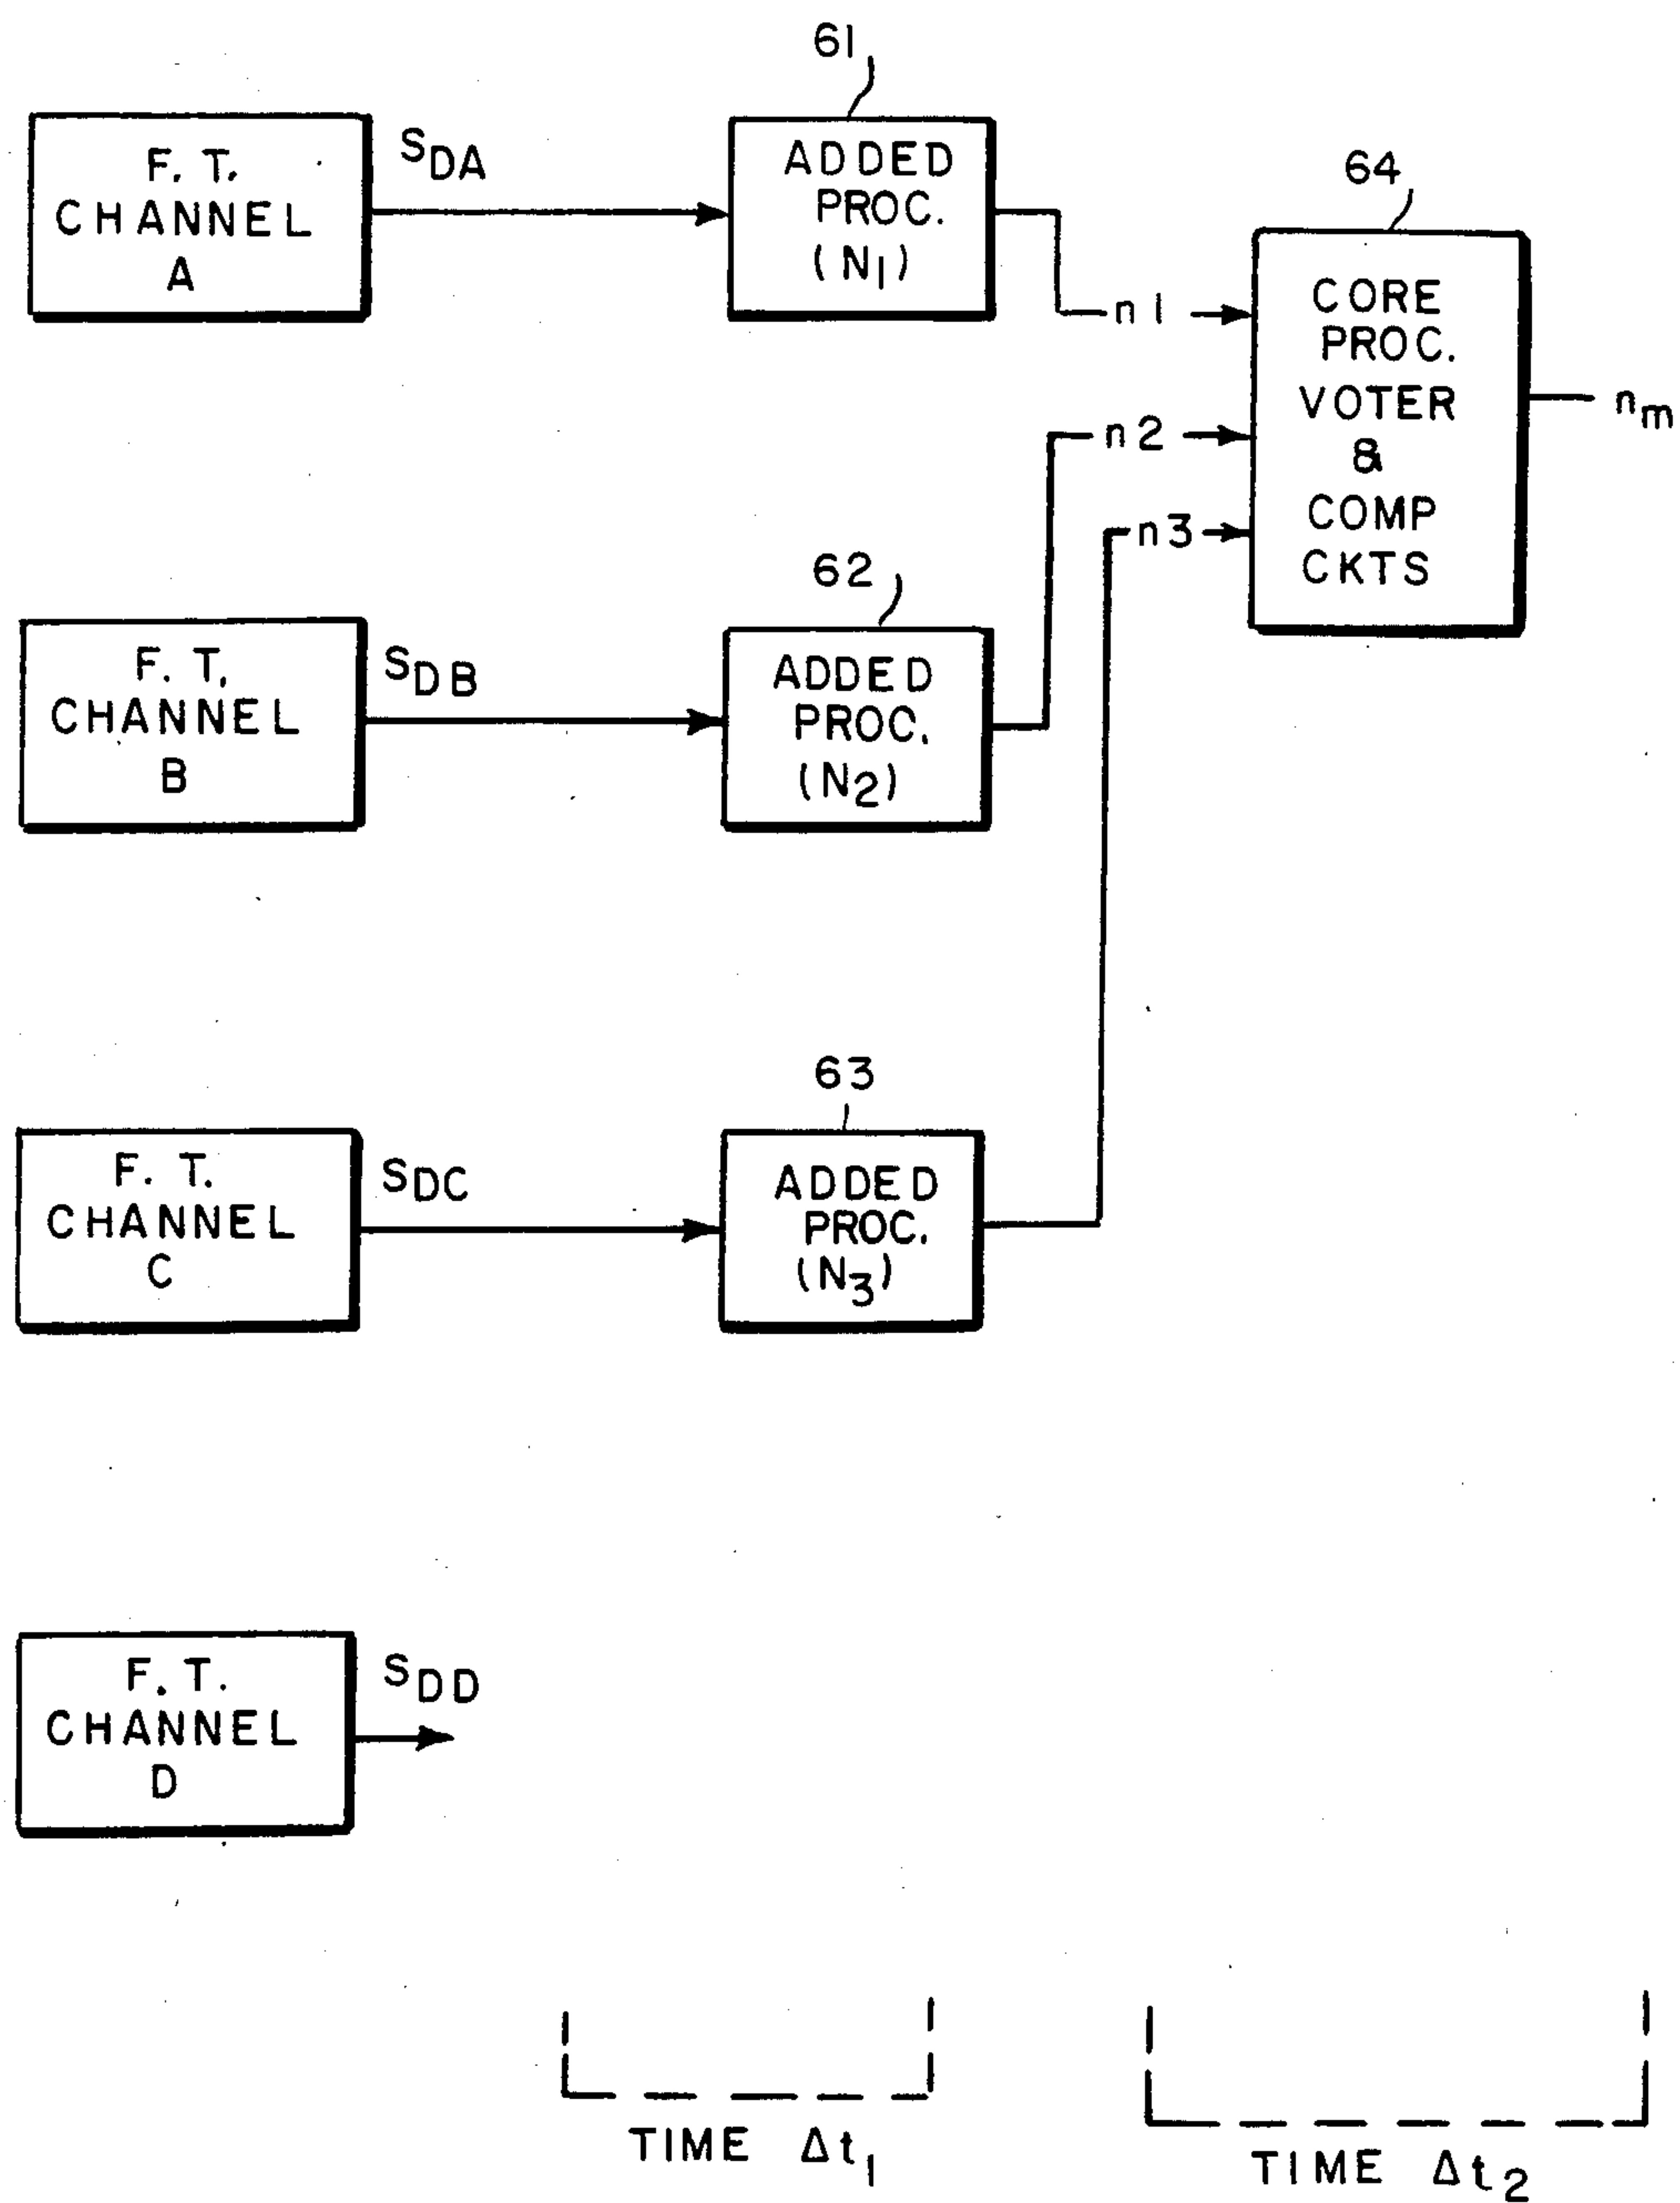 61
F. T.
CHANNEL
A
SDA
ADDED
PROC.
(N1)
64
n1
CORE
PROC.
VOTER
&
COMP
CKTS
nm
n2
n3
62
F. T.
CHANNEL
B
SDB
ADDED
PROC.
(N2)
63
F. T.
CHANNEL
C
SDC
ADDED
PROC.
(N3)
F. T.
CHANNEL
D
SDD
TIME Δt1
TIME Δt2